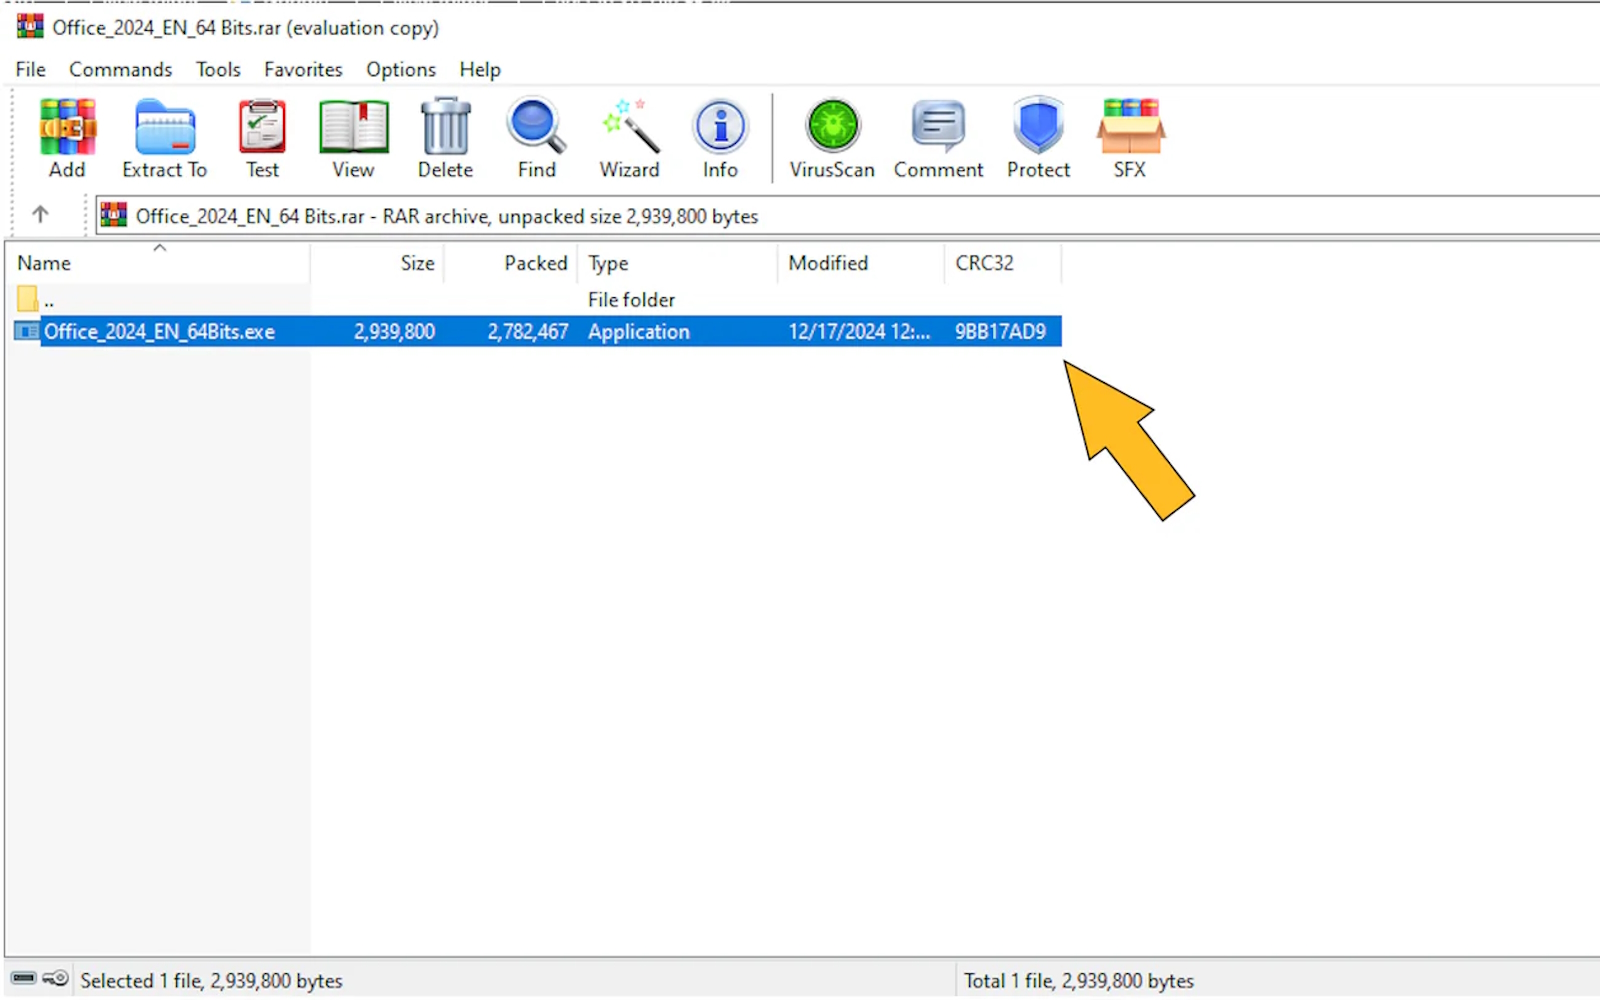 Office_2024_EN_64 Bits.rar (evaluation copy)
File Commands Tools Favorites Options Help
Add Extract To Test View Delete Find Wizard Info VirusScan Comment Protect SFX
Office_2024_EN_64 Bits.rar - RAR archive, unpacked size 2,939,800 bytes
Name Size Packed Type Modified CRC32
.. File folder
Office_2024_EN_64Bits.exe 2,939,800 2,782,467 Application 12/17/2024 12:... 9BB17AD9
Selected 1 file, 2,939,800 bytes Total 1 file, 2,939,800 bytes